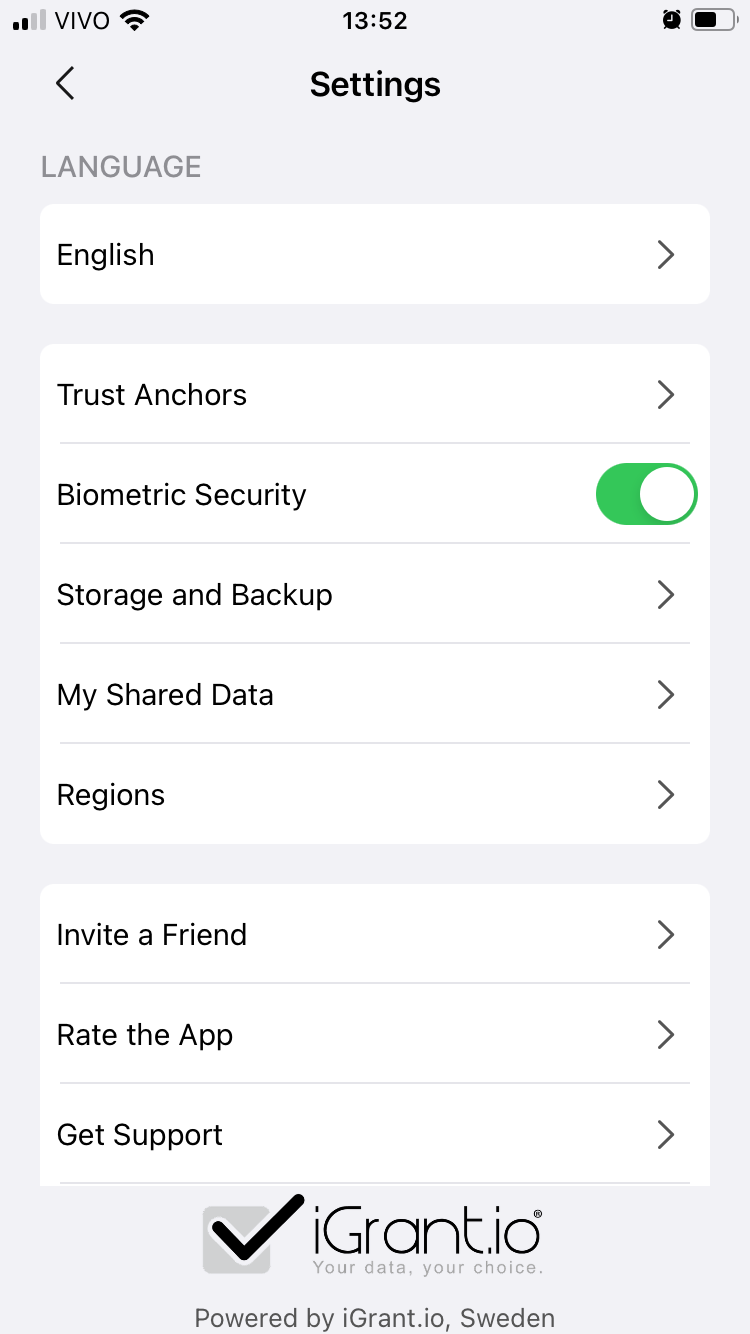 VIVO 13:52
Settings
LANGUAGE
English
Trust Anchors
Biometric Security
Storage and Backup
My Shared Data
Regions
Invite a Friend
Rate the App
Get Support
iGrant.io®
Your data, your choice.
Powered by iGrant.io, Sweden